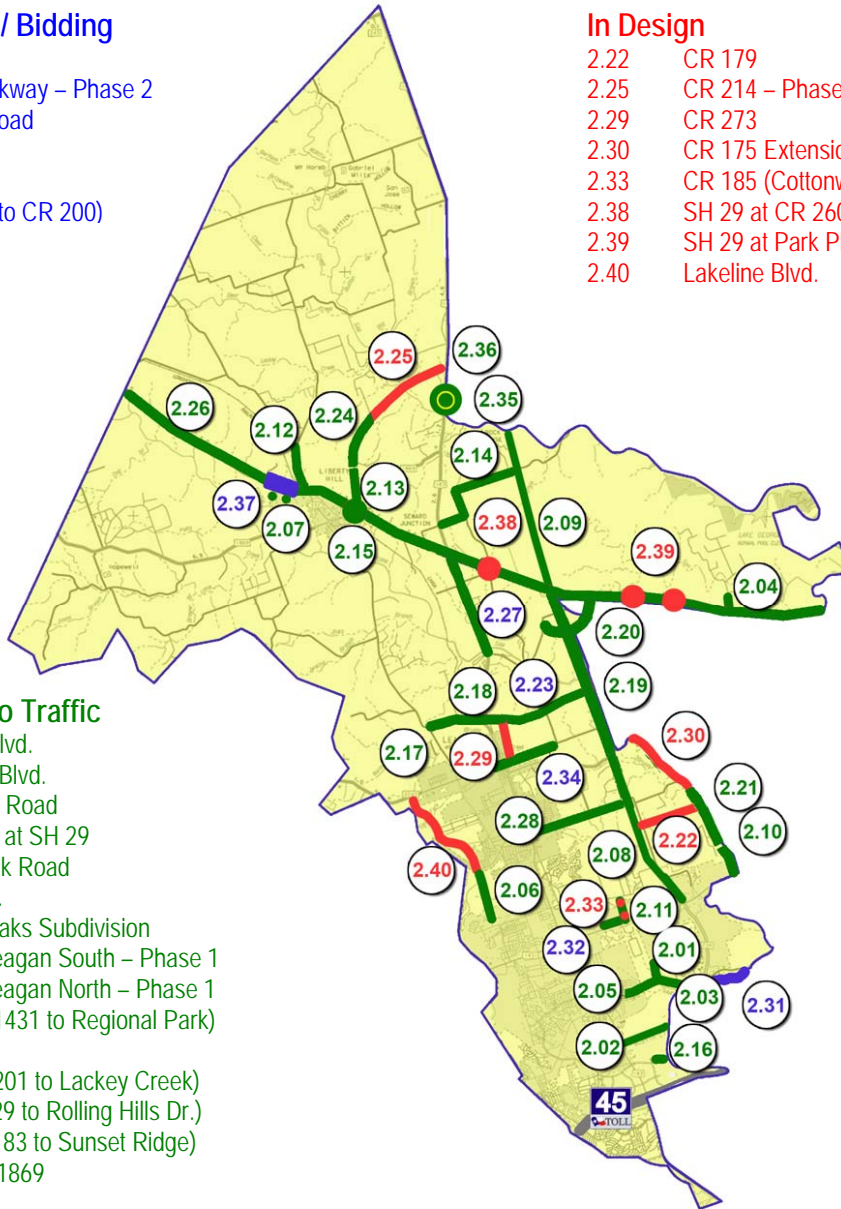 / Bidding
kway – Phase 2
oad
to CR 200)
In Design
2.22 CR 179
2.25 CR 214 – Phase
2.29 CR 273
2.30 CR 175 Extensio
2.33 CR 185 (Cottonw
2.38 SH 29 at CR 260
2.39 SH 29 at Park P
2.40 Lakeline Blvd.
2.25
2.36
2.35
2.26
2.12
2.24
2.14
LIBERTY
HILL
2.37
2.07
2.13
2.15
SEWARD
JUNCTION
2.38
2.09
2.39
2.04
2.27
2.20
2.18
2.23
2.19
2.17
2.29
2.34
2.30
2.21
2.28
2.22
2.10
2.40
2.06
2.08
2.33
2.11
2.32
2.01
2.05
2.03
2.31
2.02
2.16
45
TOLL
o Traffic
lvd.
Blvd.
Road
at SH 29
k Road
aks Subdivision
eagan South – Phase 1
eagan North – Phase 1
1431 to Regional Park)
201 to Lackey Creek)
29 to Rolling Hills Dr.)
83 to Sunset Ridge)
1869